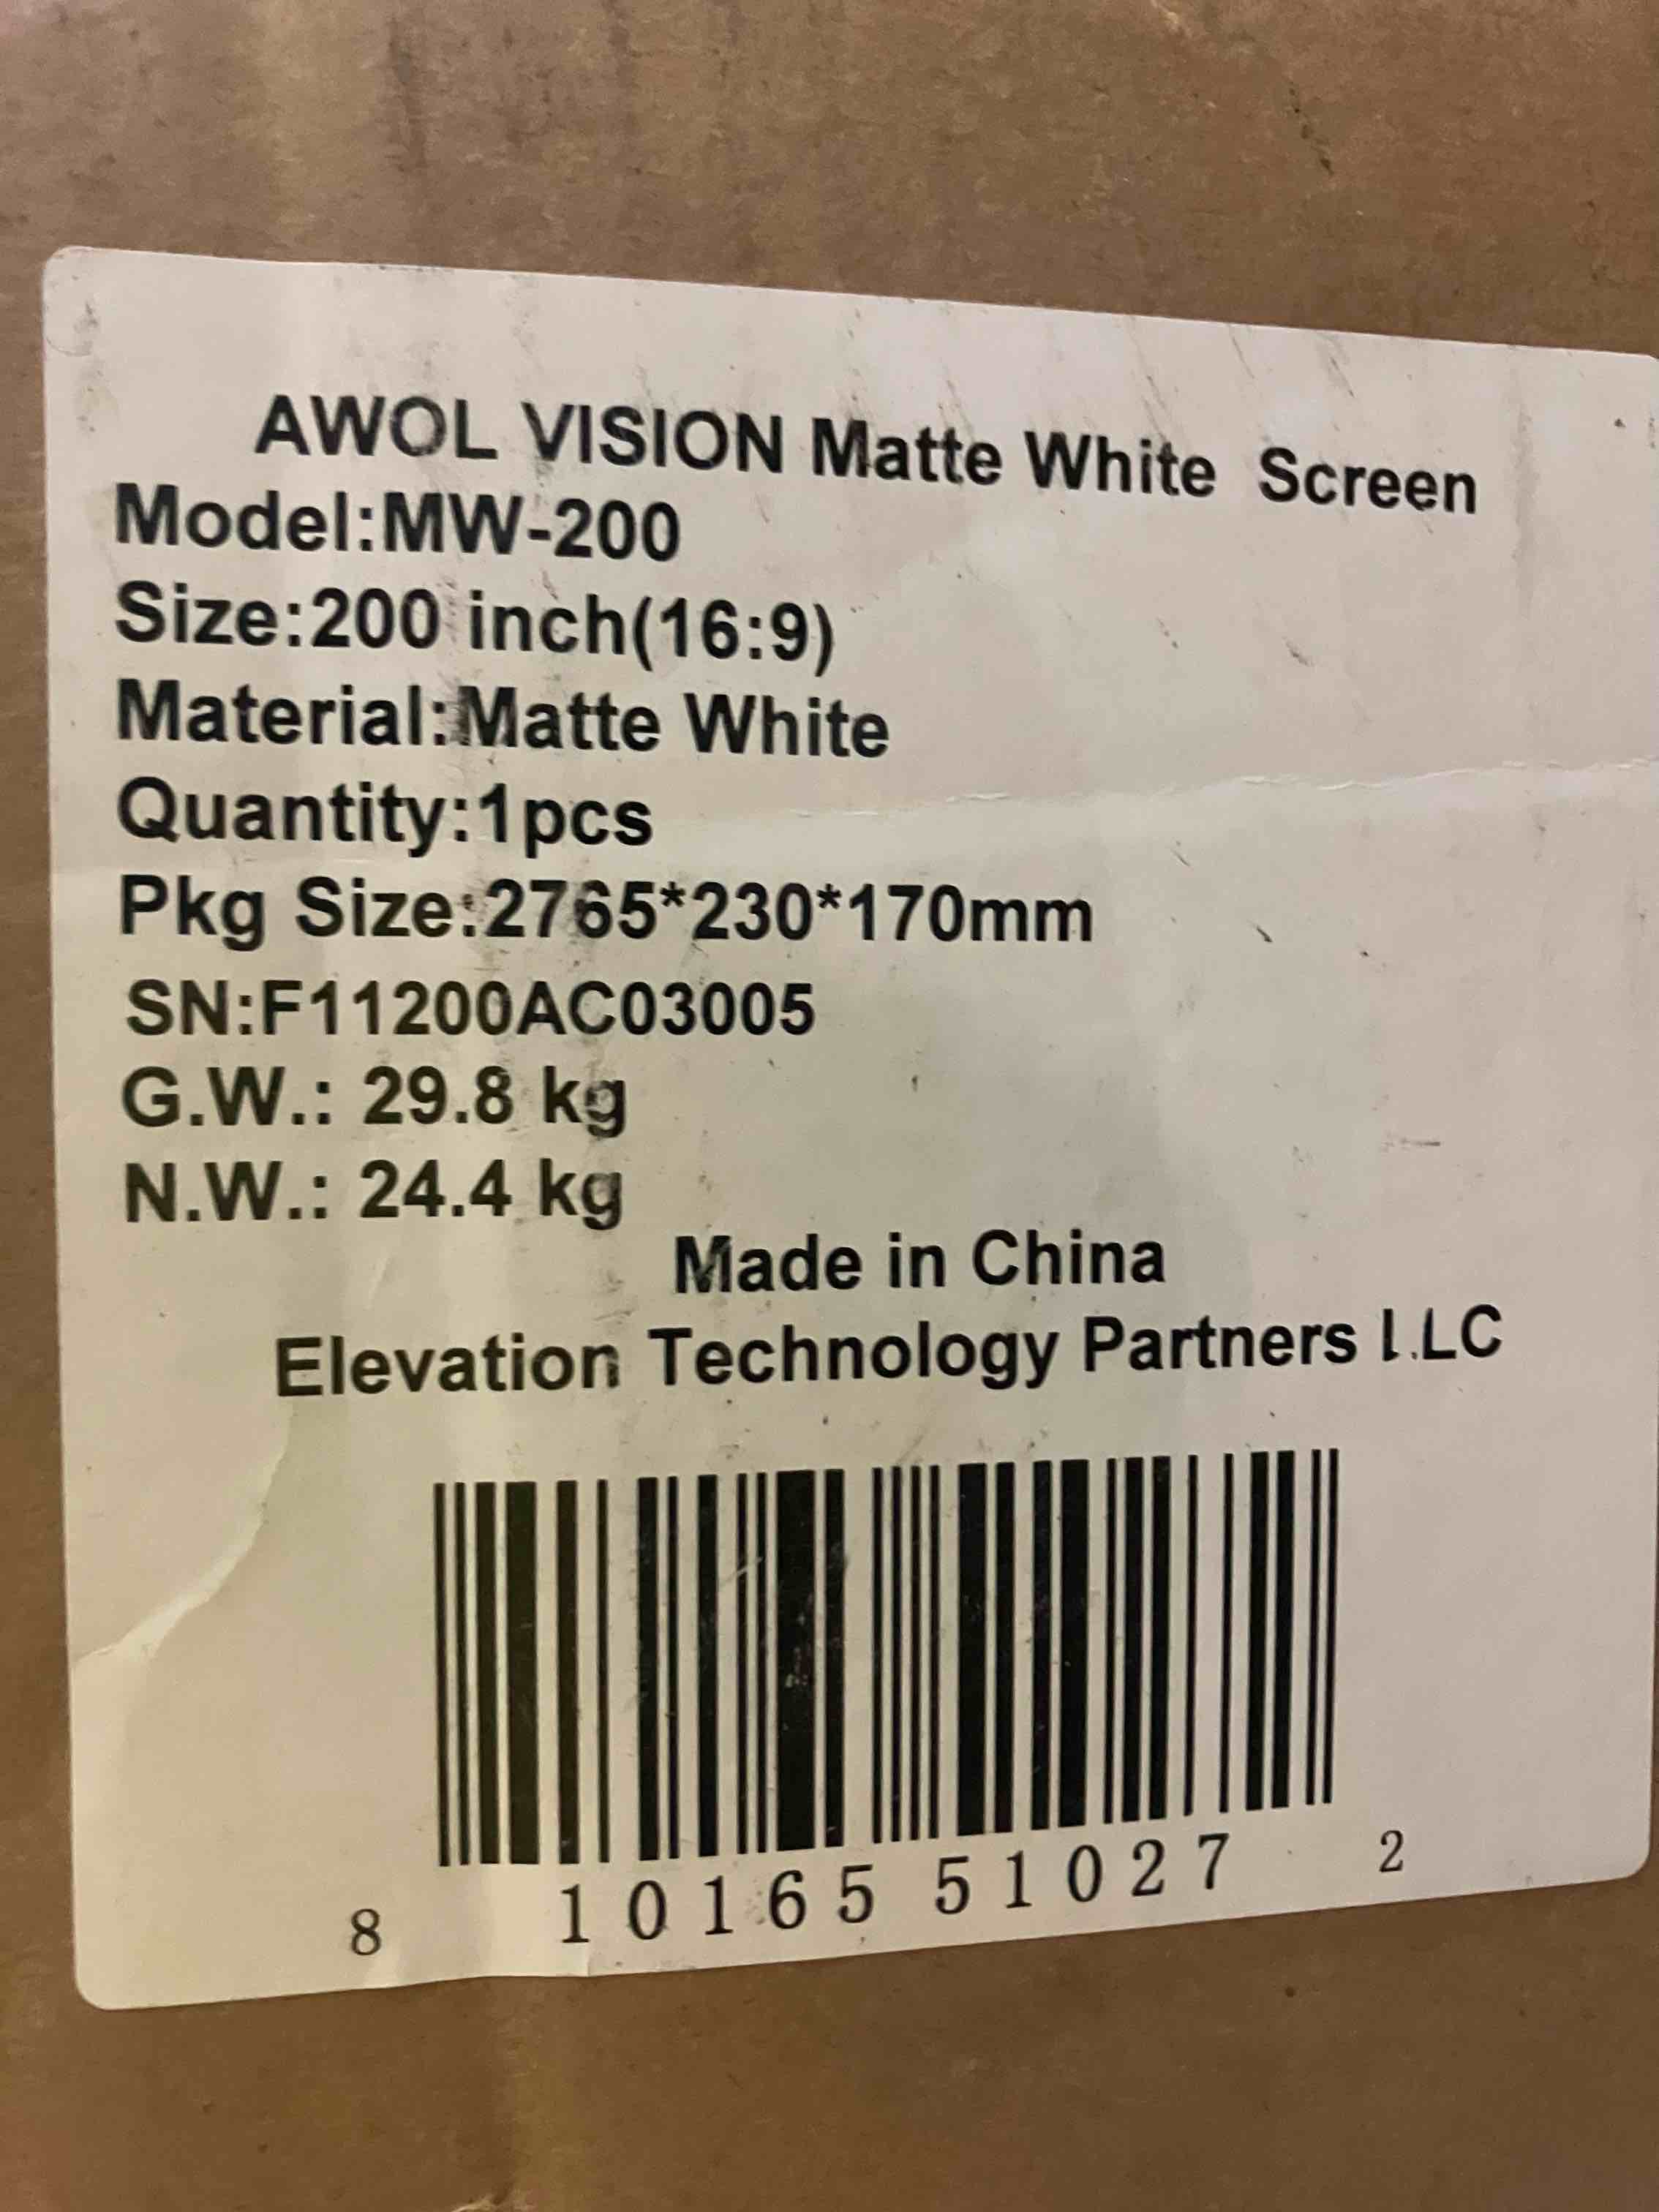 AWOL VISION Matte White Screen
Model:MW-200
Size:200 inch(16:9)
Material:Matte White
Quantity:1pcs
Pkg Size:2765*230*170mm
SN:F11200AC03005
G.W.: 29.8 kg
N.W.: 24.4 kg
Made in China
Elevation Technology Partners LLC
8 10165 51027 2